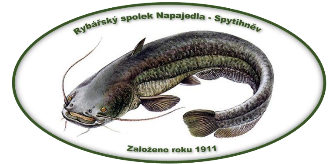 Rybářský spolek Napajedla - Spytihněv
Založeno roku 1911